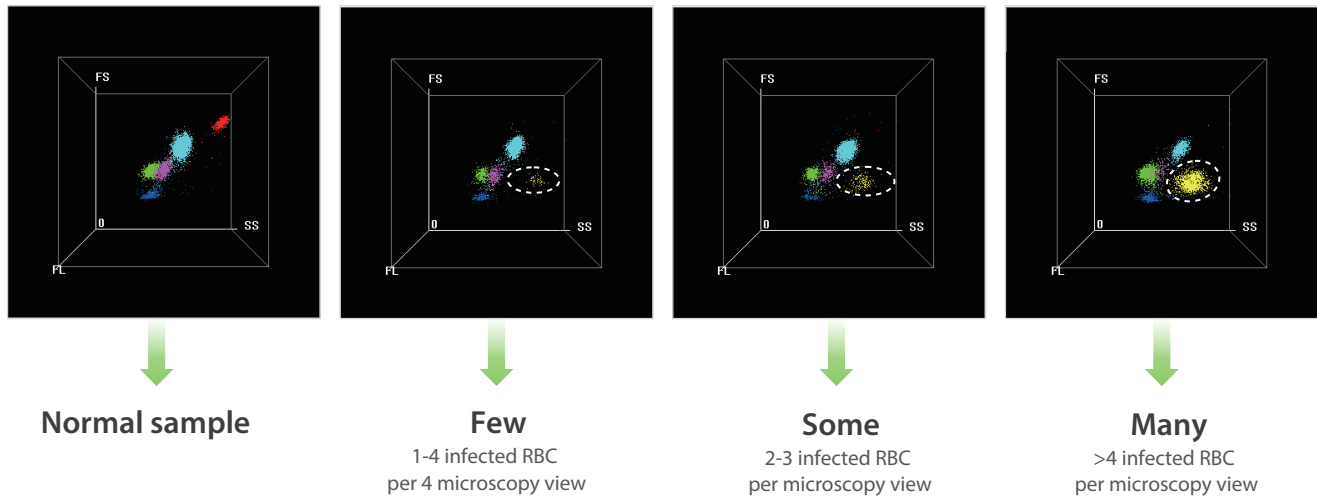 FS
SS
0
FL
FS
SS
0
FL
FS
SS
0
FL
FS
SS
0
FL
Normal sample
Few
1-4 infected RBC
per 4 microscopy view
Some
2-3 infected RBC
per microscopy view
Many
>4 infected RBC
per microscopy view